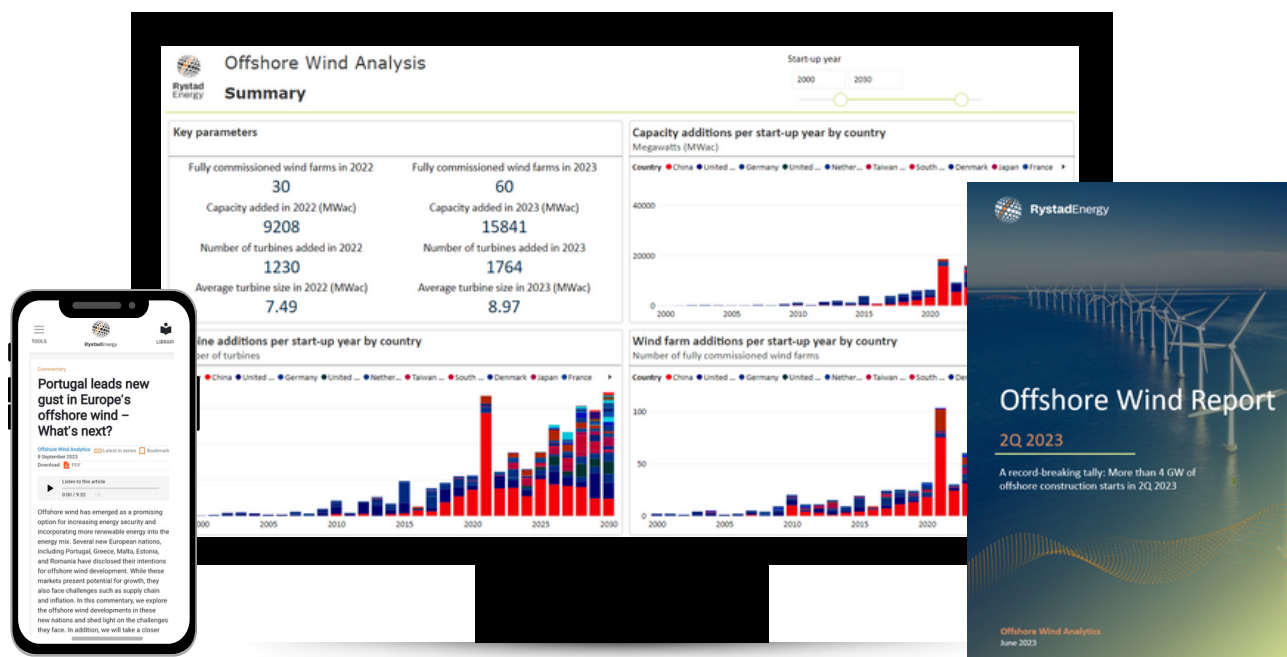 Rystad
Energy
Offshore Wind Analysis
Summary
Start-up year
2000 2030
Key parameters
Fully commissioned wind farms in 2022
30
Capacity added in 2022 (MWac)
9208
Number of turbines added in 2022
1230
Average turbine size in 2022 (MWac)
7.49
Fully commissioned wind farms in 2023
60
Capacity added in 2023 (MWac)
15841
Number of turbines added in 2023
1764
Average turbine size in 2023 (MWac)
8.97
Capacity additions per start-up year by country
Megawatts (MWac)
Country China United ... Germany United ... Nether... Taiwan ... South ... Denmark Japan France
40000
20000
0
2000 2005 2010 2015 2020
ine additions per start-up year by country
ber of turbines
China United ... Germany United ... Nether... Taiwan ... South ... Denmark Japan France
000 2005 2010 2015 2020 2025 2030
Wind farm additions per start-up year by country
Number of fully commissioned wind farms
Country China United ... Germany United ... Nether... Taiwan ... South ... De
100
50
0
2000 2005 2010 2015 2020
TOOLS
RystadEnergy
LIBRAR
Commentary
Portugal leads new
gust in Europe's
offshore wind –
What's next?
Offshore Wind Analytics Latest in series Bookmark
8 September 2023
Download: PDF
Listen to this article
0:00 / 9:32
Offshore wind has emerged as a promising
option for increasing energy security and
incorporating more renewable energy into the
energy mix. Several new European nations,
including Portugal, Greece, Malta, Estonia,
and Romania have disclosed their intentions
for offshore wind development. While these
markets present potential for growth, they
also face challenges such as supply chain
and inflation. In this commentary, we explore
the offshore wind developments in these
new nations and shed light on the challenges
they face. In addition, we will take a closer
RystadEnergy
Offshore Wind Report
2Q 2023
A record-breaking tally: More than 4 GW of
offshore construction starts in 2Q 2023
Offshore Wind Analytics
June 2023